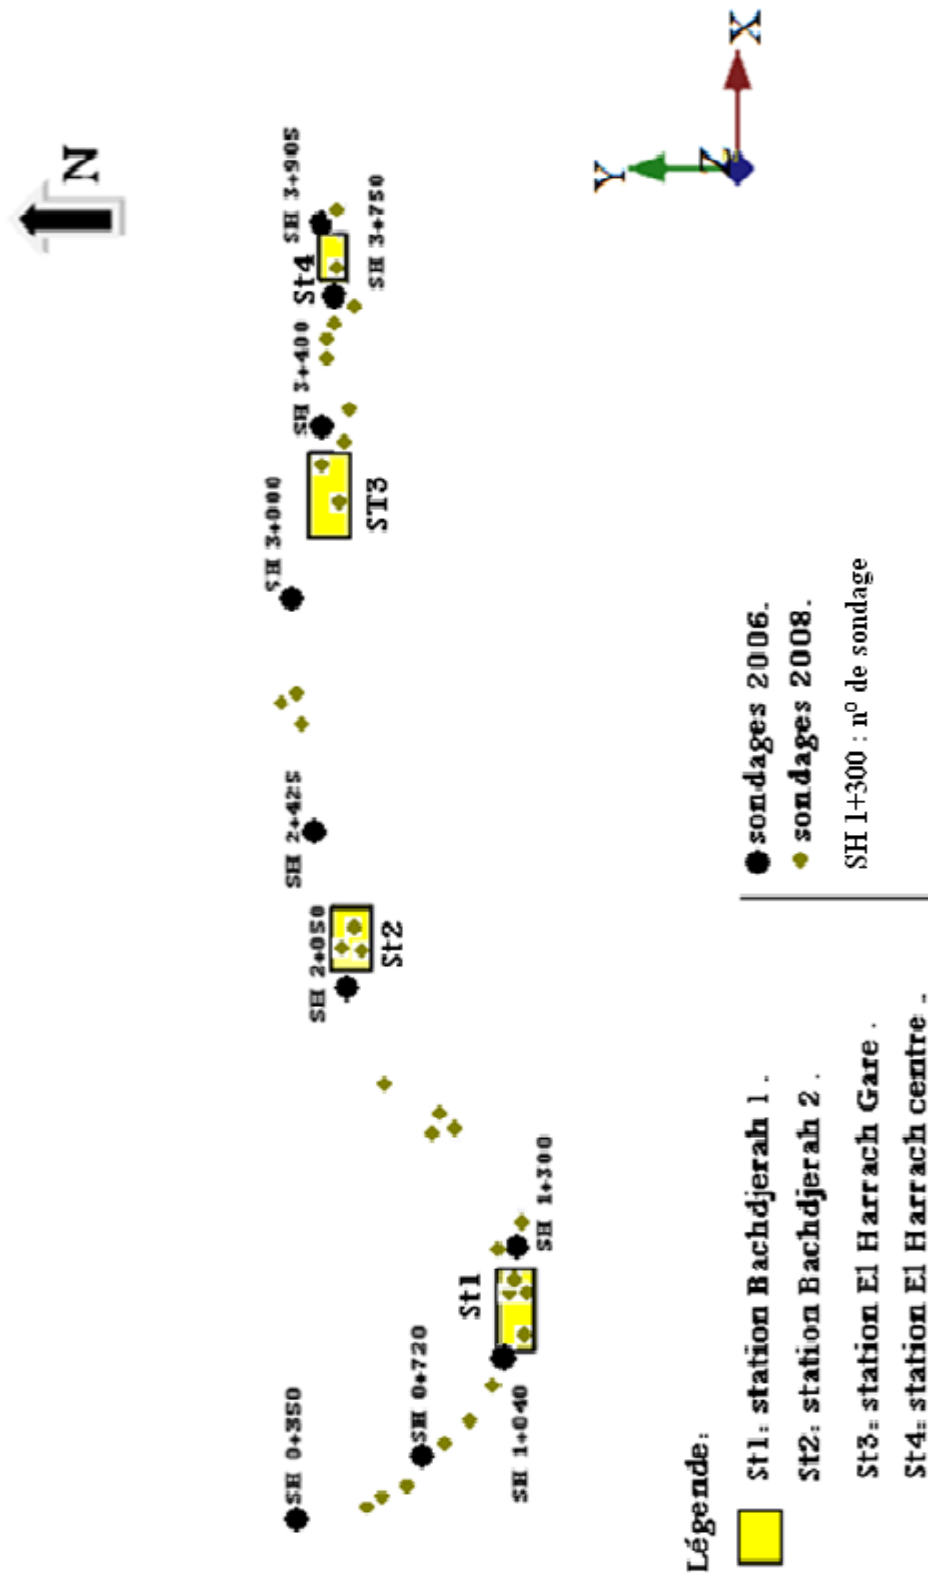 N
X
Y
Z
SH 3+905
St4
SH 3+750
SH 3+400
ST3
SH 3+000
SH 2+425
SH 2+050
St2
SH 1+300
St1
SH 1+040
SH 0+720
SH 0+350
Légende:
St1: station Bachdjerah 1 .
St2: station Bachdjerah 2 .
St3: station El Harrach Gare .
St4: station El Harrach centre .
sondages 2006.
sondages 2008.
SH 1+300 : n⁰ de sondage